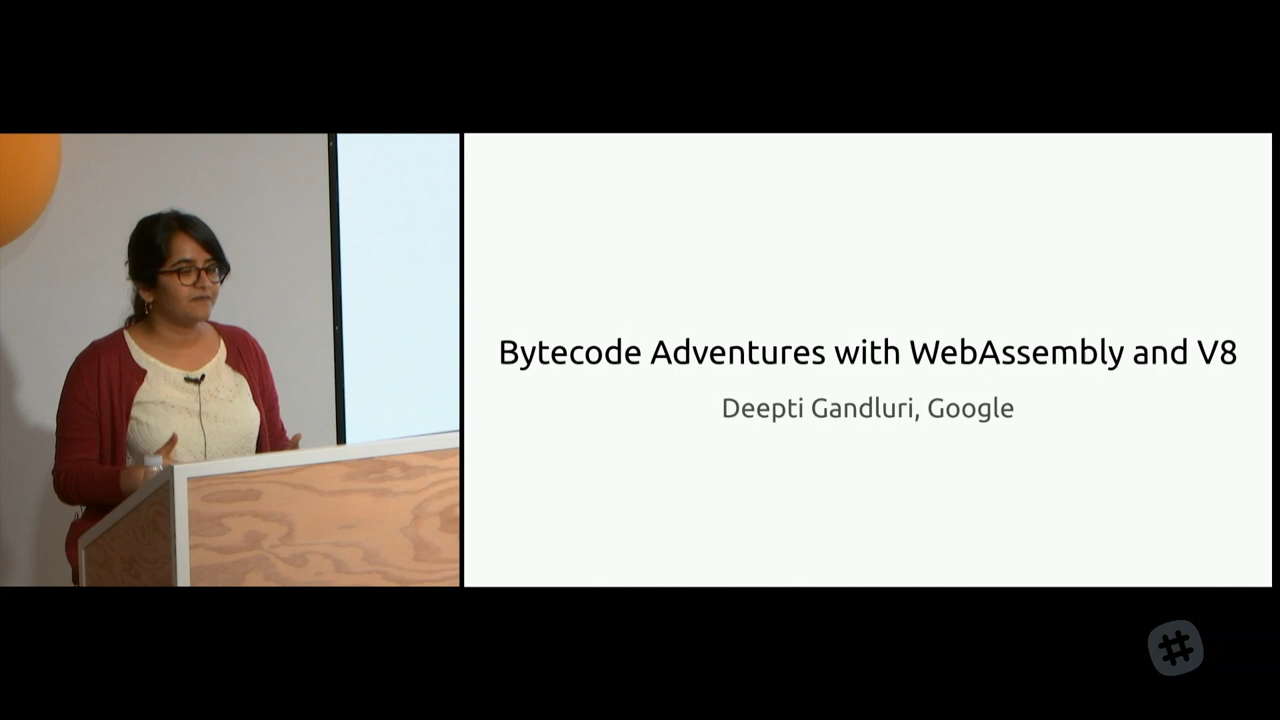 Bytecode Adventures with WebAssembly and V8
Deepti Gandluri, Google